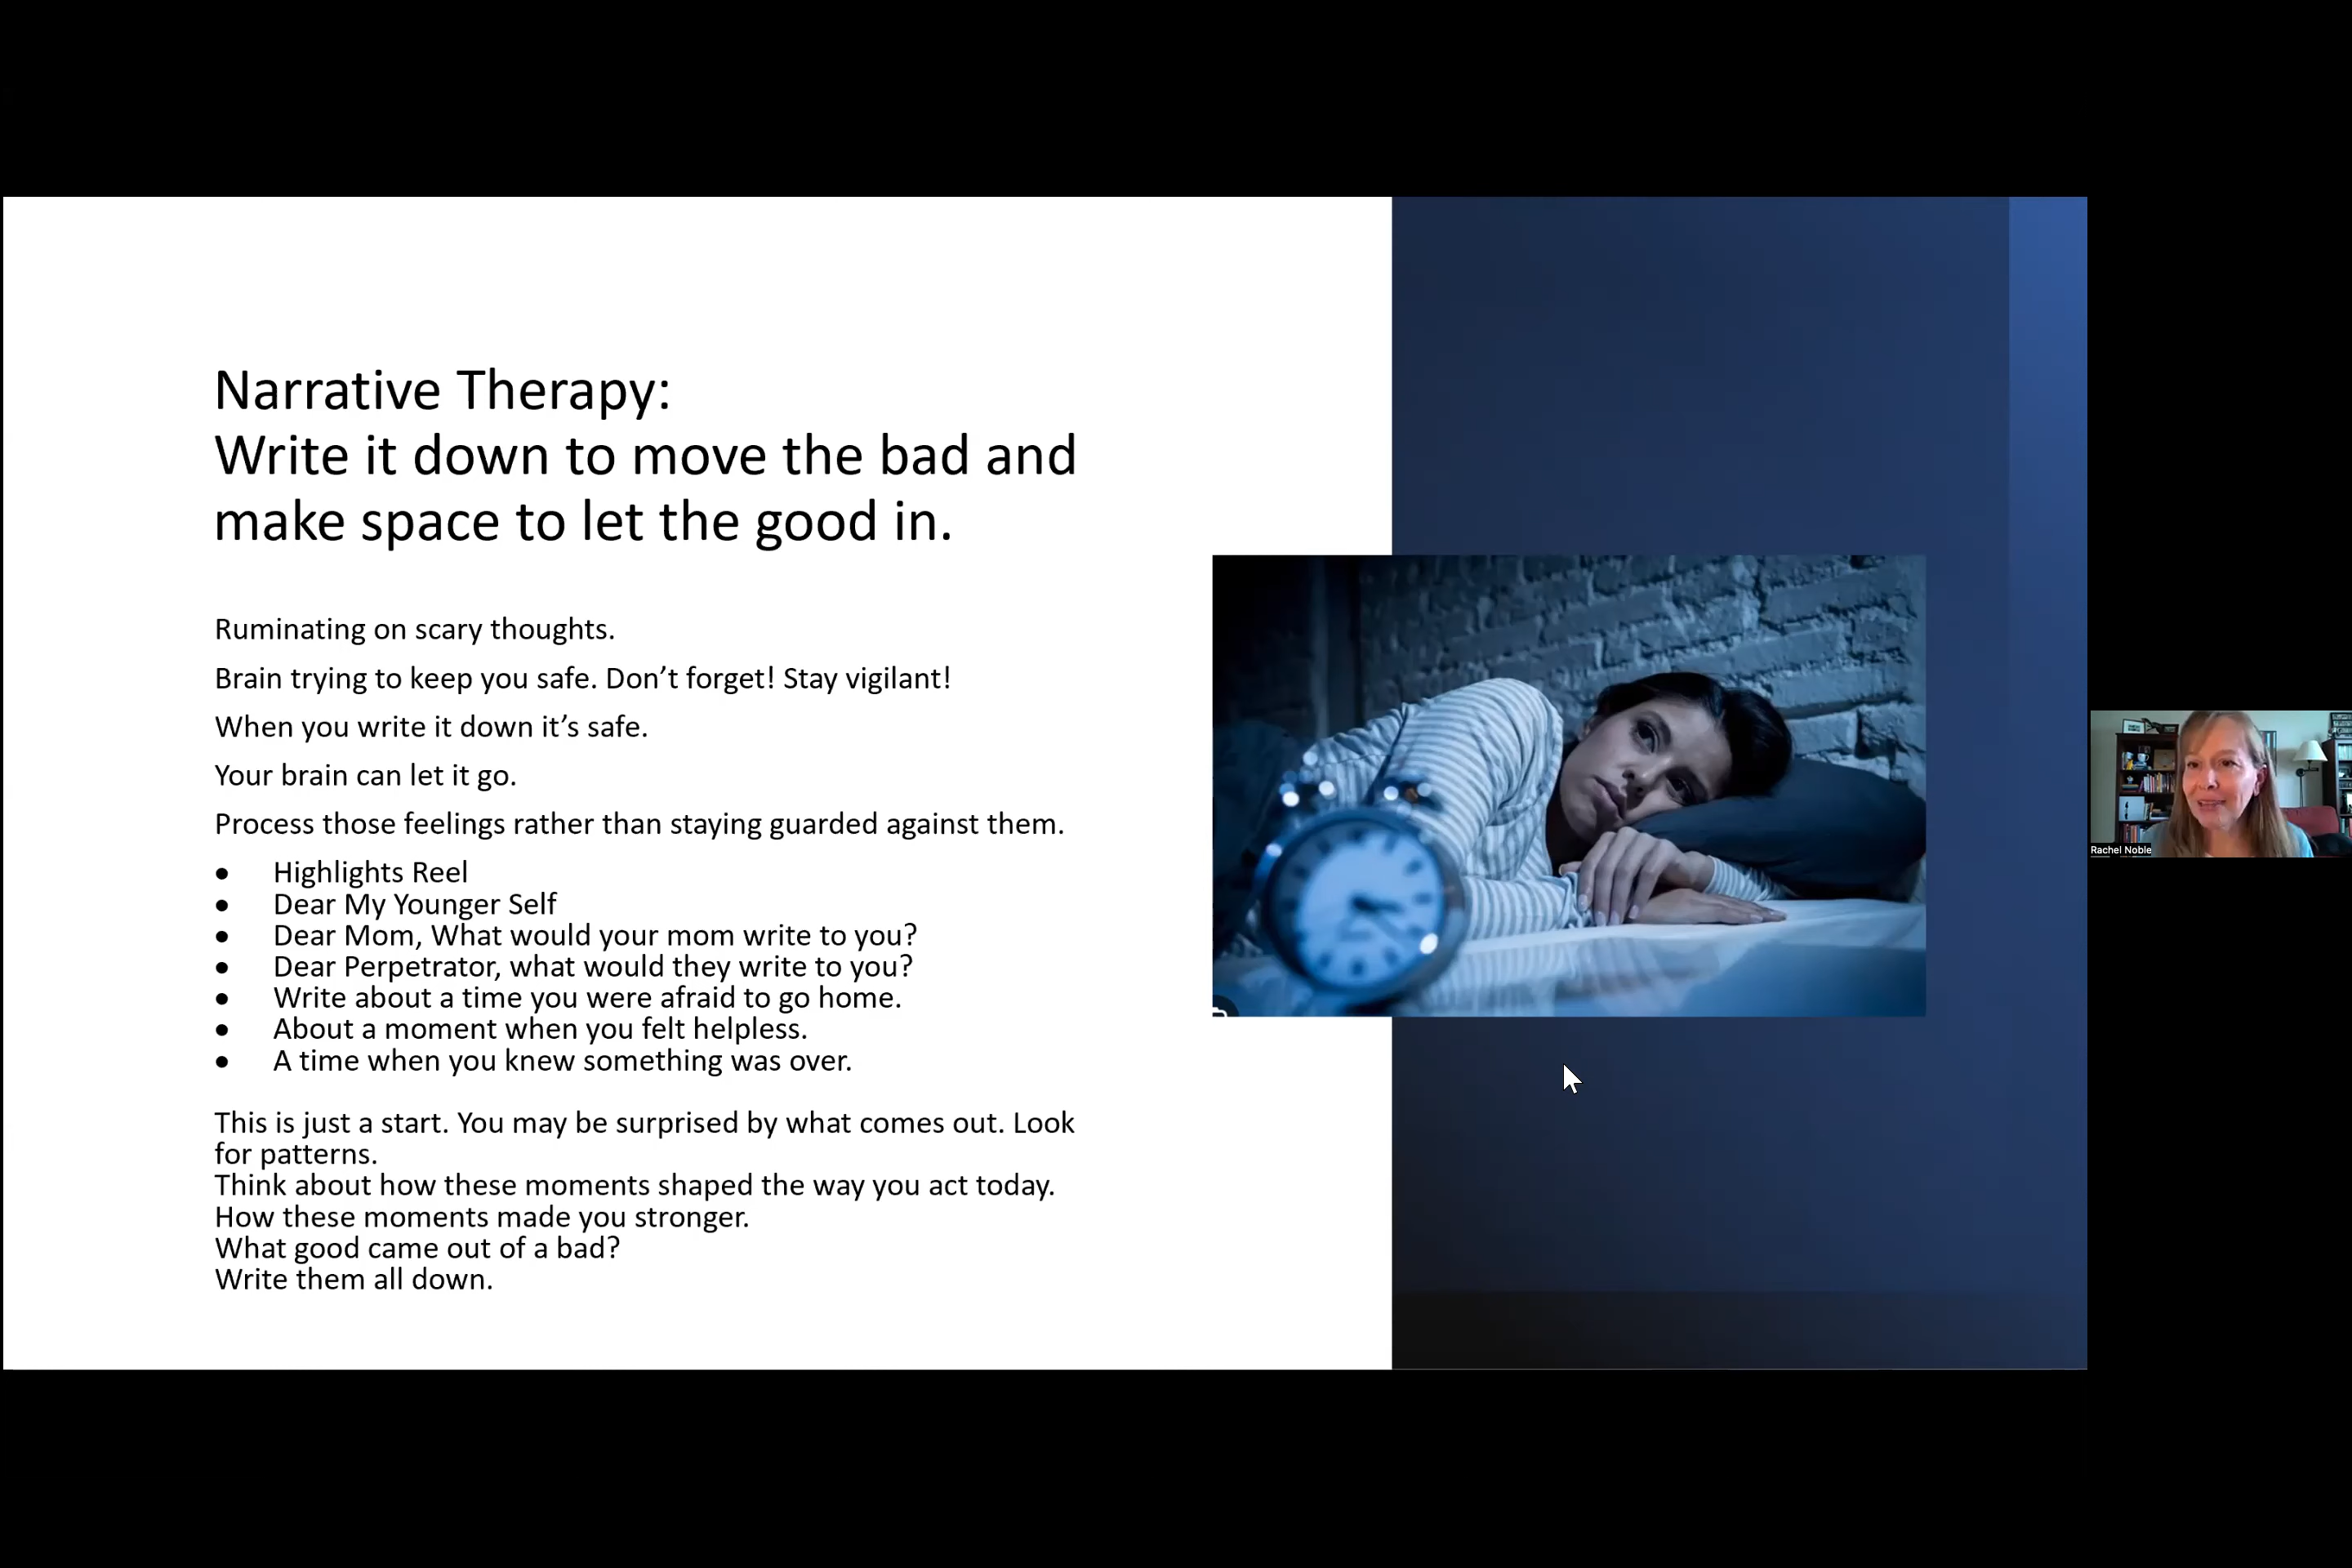 Narrative Therapy:
Write it down to move the bad and
make space to let the good in.
Ruminating on scary thoughts.
Brain trying to keep you safe. Don’t forget! Stay vigilant!
When you write it down it’s safe.
Your brain can let it go.
Process those feelings rather than staying guarded against them.
• Highlights Reel
• Dear My Younger Self
• Dear Mom, What would your mom write to you?
• Dear Perpetrator, what would they write to you?
• Write about a time you were afraid to go home.
• About a moment when you felt helpless.
• A time when you knew something was over.
This is just a start. You may be surprised by what comes out. Look
for patterns.
Think about how these moments shaped the way you act today.
How these moments made you stronger.
What good came out of a bad?
Write them all down.
Rachel Noble